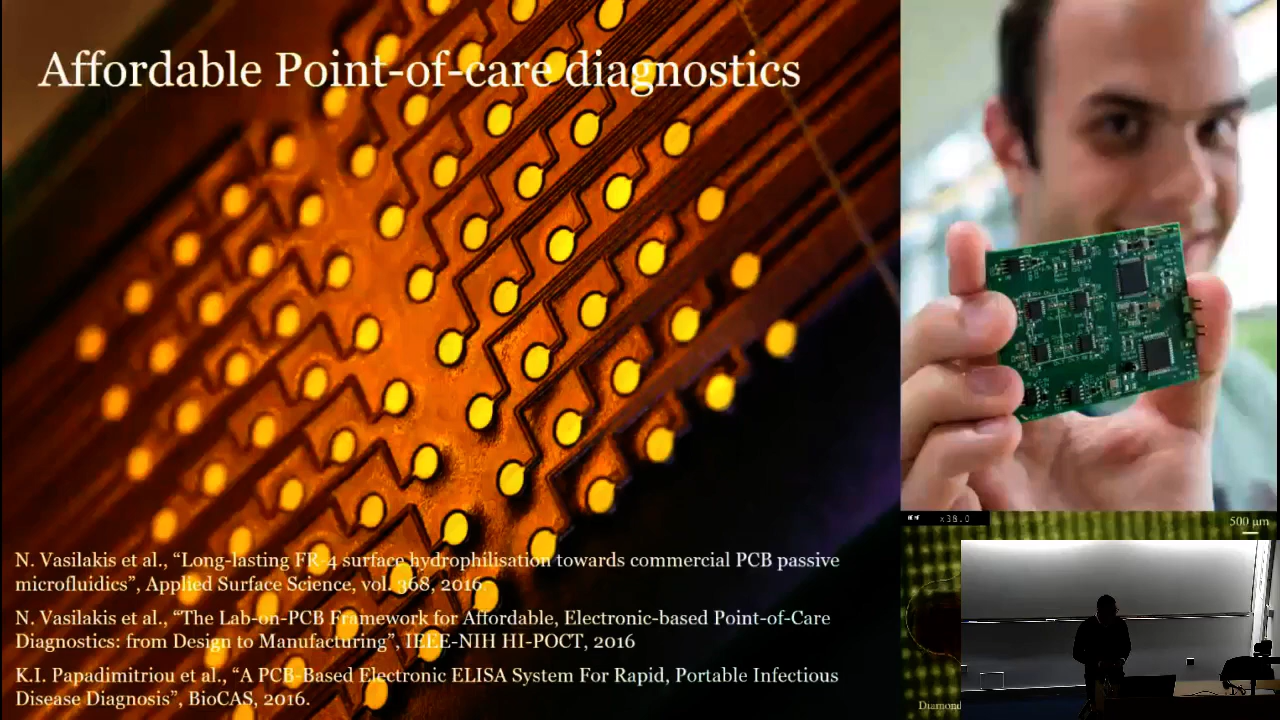 Affordable Point-of-care diagnostics
N. Vasilakis et al., “Long-lasting FR-4 surface hydrophilisation towards commercial PCB passive
microfluidics”, Applied Surface Science, vol. 368, 2016.
N. Vasilakis et al., “The Lab-on-PCB Framework for Affordable, Electronic-based Point-of-Care
Diagnostics: from Design to Manufacturing”, IEEE-NIH HI-POCT, 2016
K.I. Papadimitriou et al., “A PCB-Based Electronic ELISA System For Rapid, Portable Infectious
Disease Diagnosis”, BioCAS, 2016.
x38.0
500 µm
Diamond